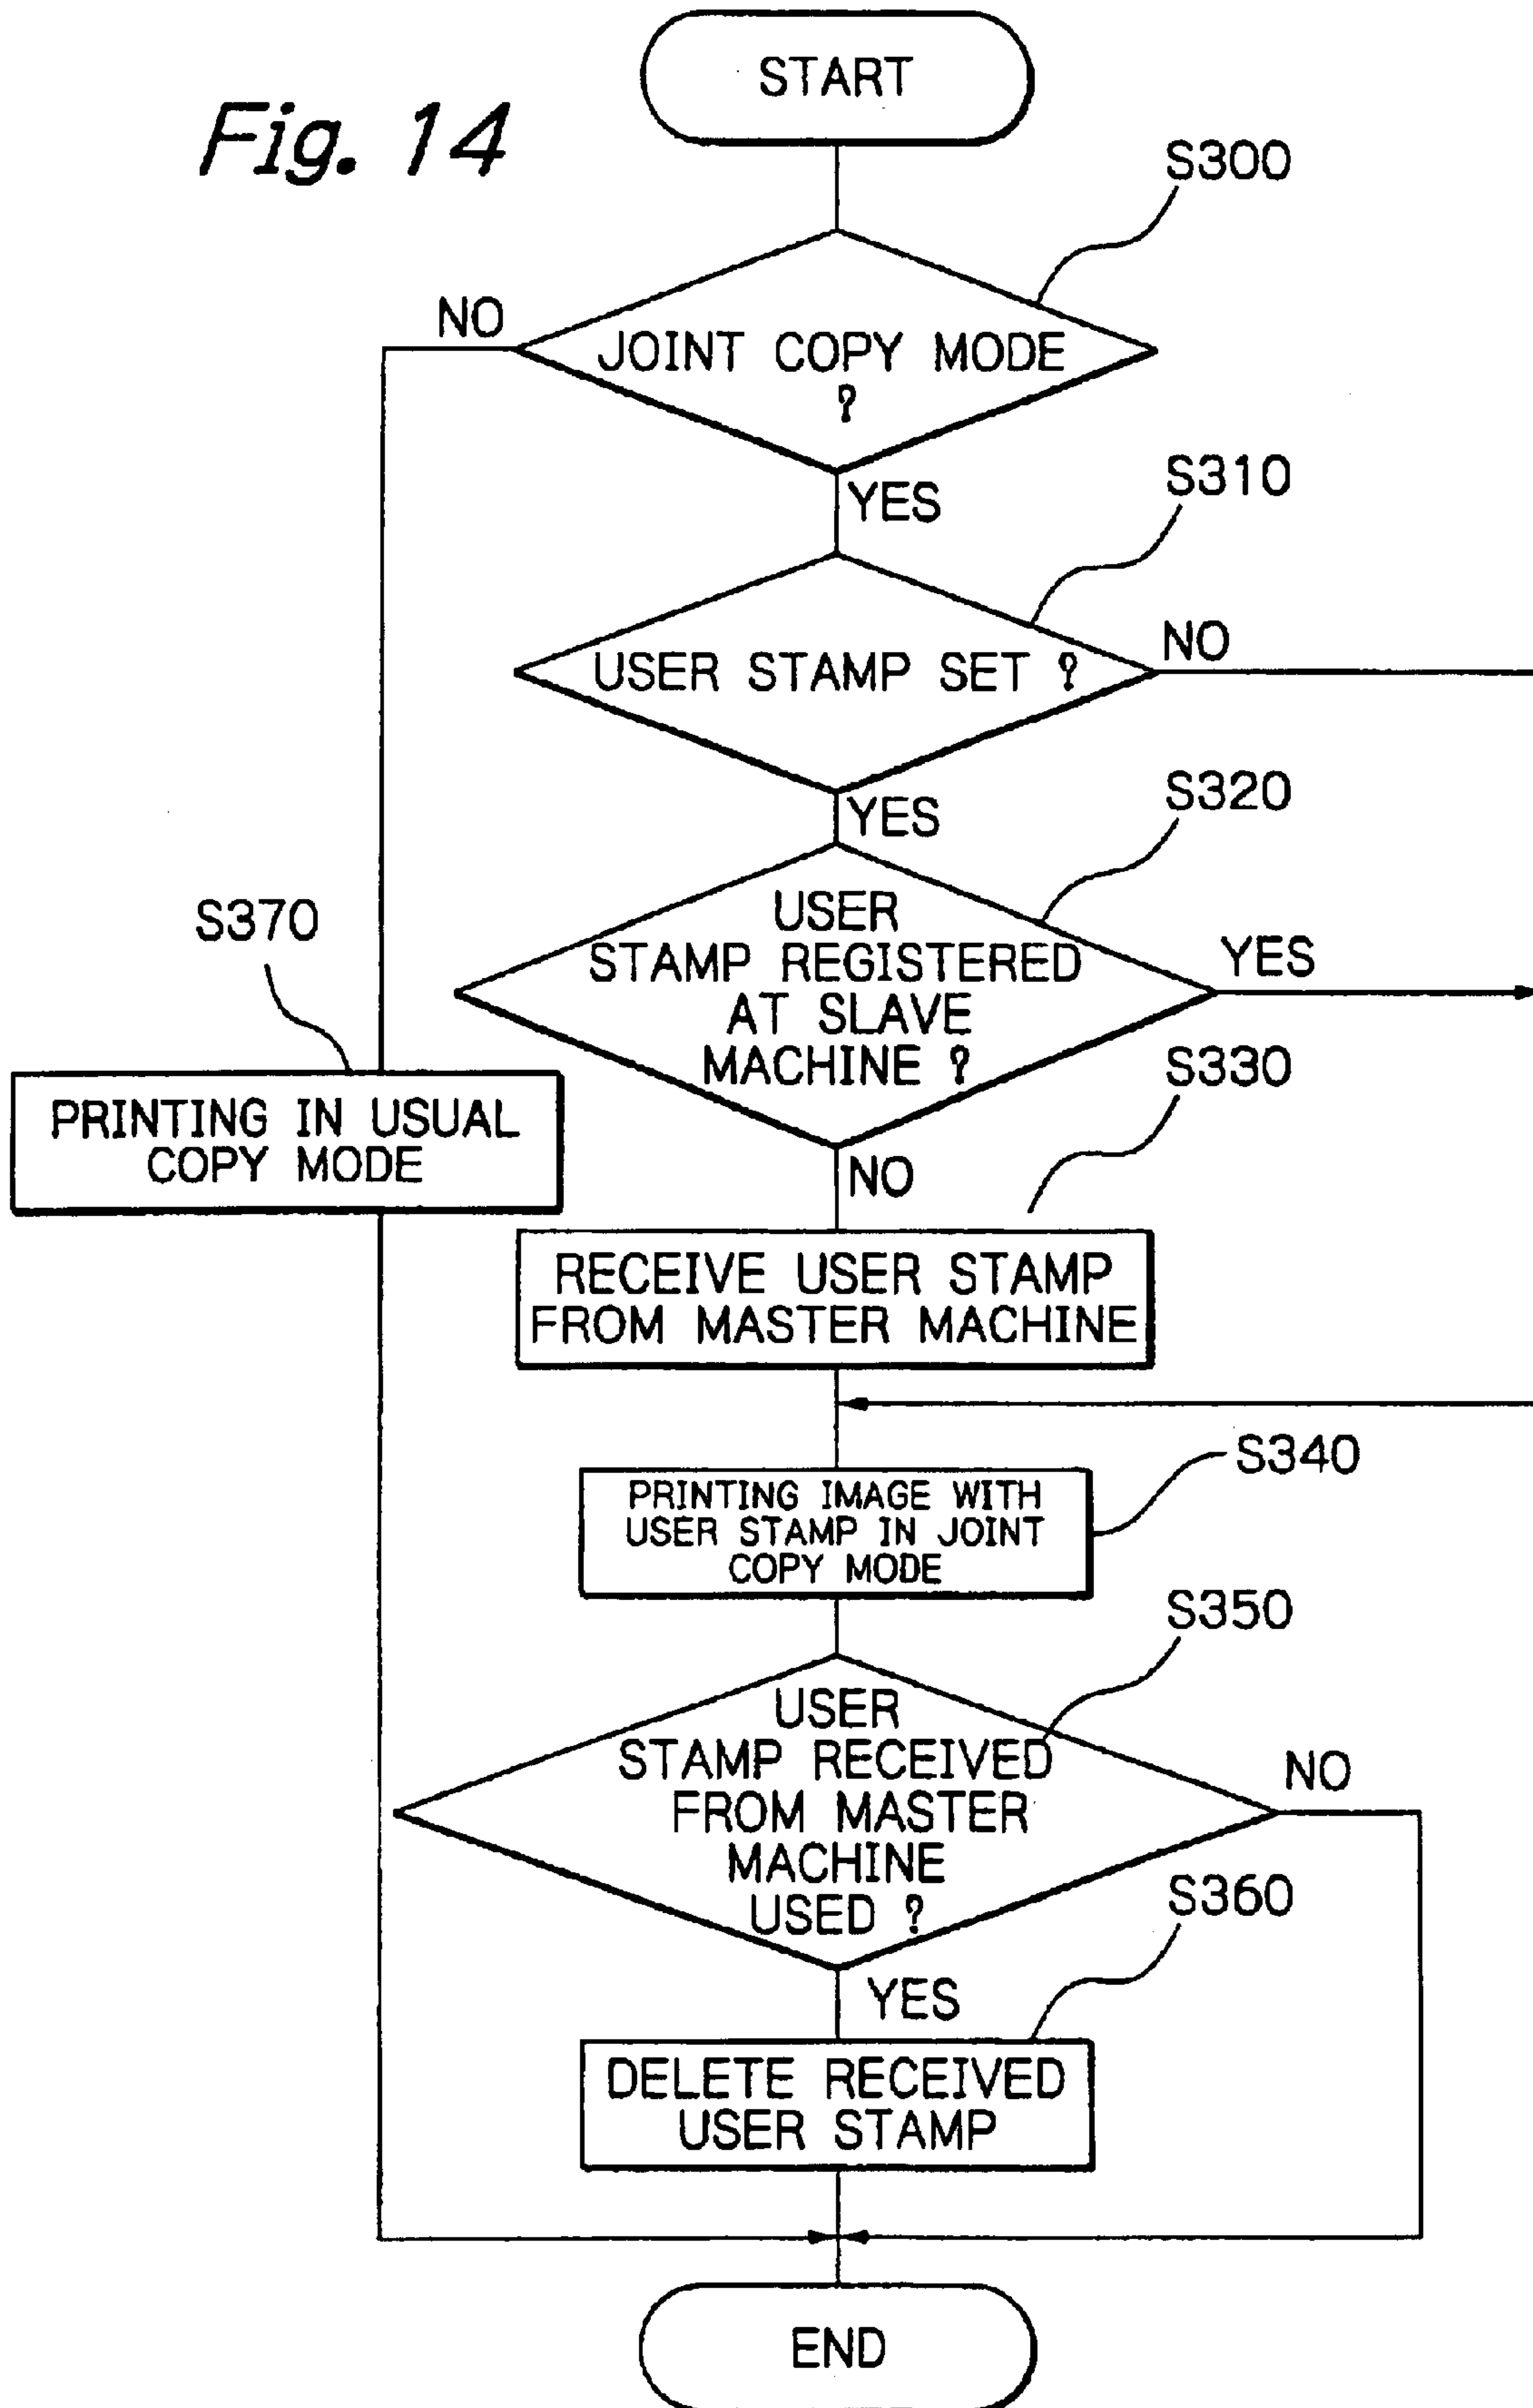 START
Fig. 14
S300
NO
JOINT COPY MODE
?
YES
S310
USER STAMP SET ?
NO
YES
S320
USER
STAMP REGISTERED
AT SLAVE
MACHINE ?
YES
S370
PRINTING IN USUAL
COPY MODE
NO
S330
RECEIVE USER STAMP
FROM MASTER MACHINE
S340
PRINTING IMAGE WITH
USER STAMP IN JOINT
COPY MODE
S350
USER
STAMP RECEIVED
FROM MASTER
MACHINE
USED ?
NO
YES
S360
DELETE RECEIVED
USER STAMP
END